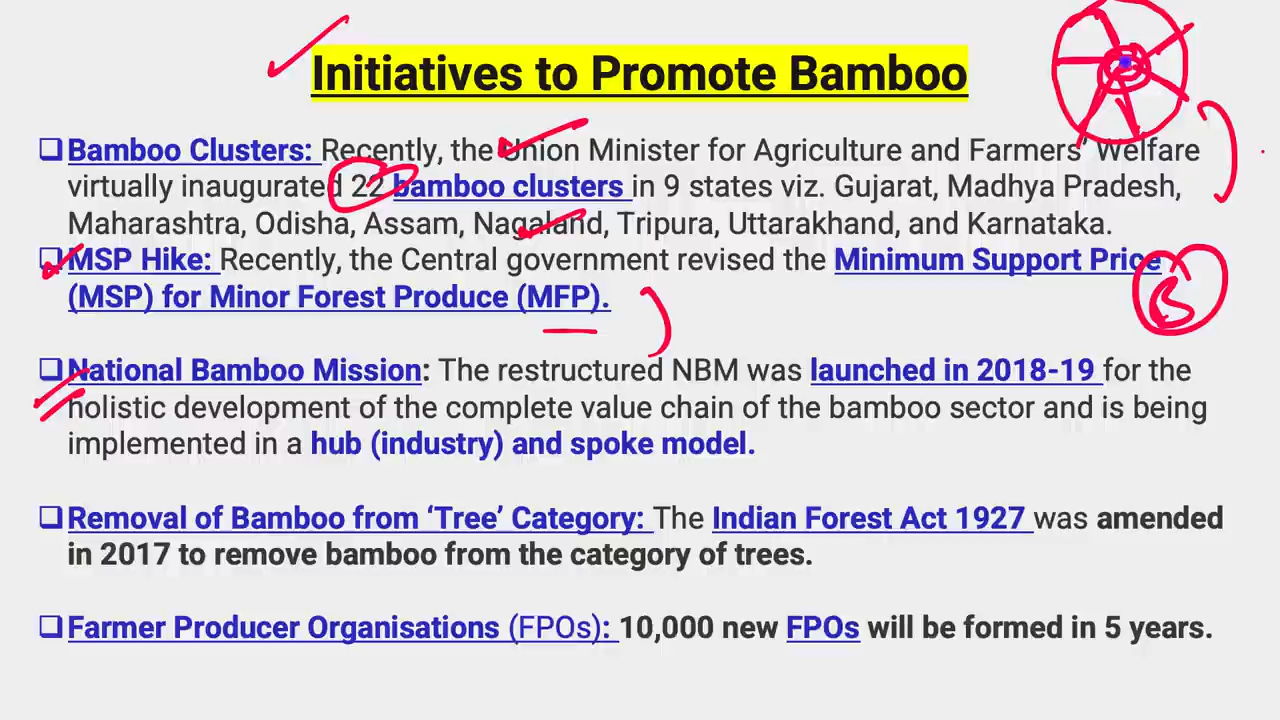 Initiatives to Promote Bamboo
❑Bamboo Clusters: Recently, the Union Minister for Agriculture and Farmers' Welfare
virtually inaugurated 22 bamboo clusters in 9 states viz. Gujarat, Madhya Pradesh,
Maharashtra, Odisha, Assam, Nagaland, Tripura, Uttarakhand, and Karnataka.
❑MSP Hike: Recently, the Central government revised the Minimum Support Price
(MSP) for Minor Forest Produce (MFP).
❑National Bamboo Mission: The restructured NBM was launched in 2018-19 for the
holistic development of the complete value chain of the bamboo sector and is being
implemented in a hub (industry) and spoke model.
❑Removal of Bamboo from ‘Tree’ Category: The Indian Forest Act 1927 was amended
in 2017 to remove bamboo from the category of trees.
❑Farmer Producer Organisations (FPOs): 10,000 new FPOs will be formed in 5 years.